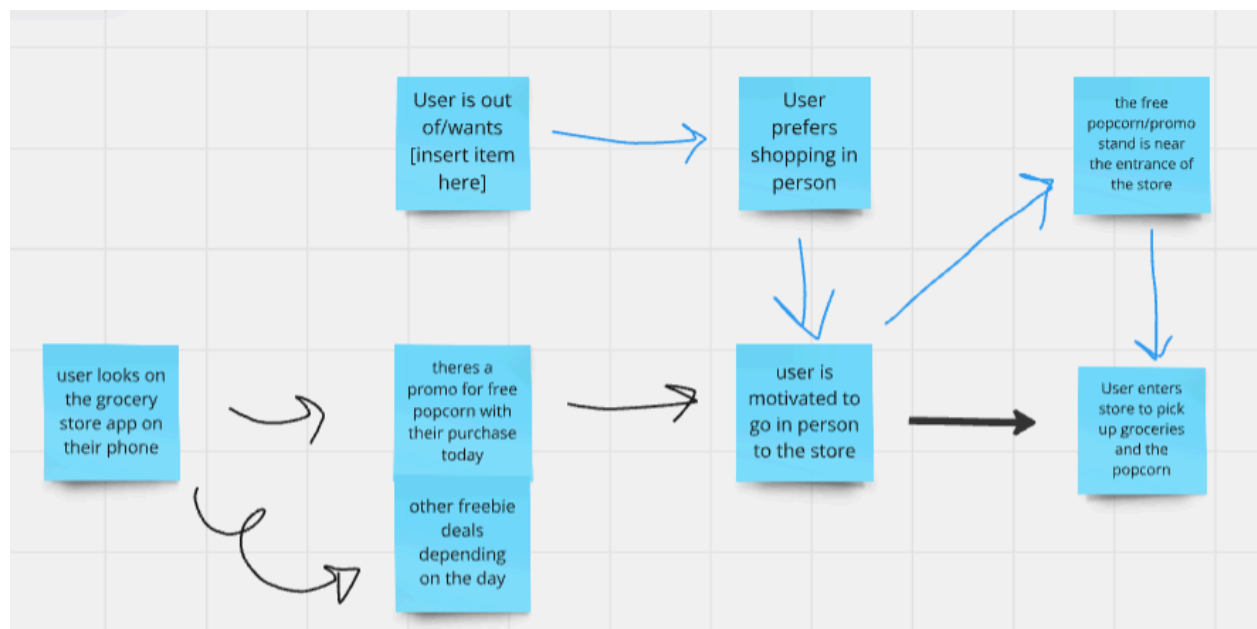 User is out
of/wants
[insert item
here]
User
prefers
shopping in
person
the free
popcorn/promo
stand is near
the entrance of
the store
user looks on
the grocery
store app on
their phone
theres a
promo for free
popcorn with
their purchase
today
other freebie
deals
depending
on the day
user is
motivated to
go in person
to the store
User enters
store to pick
up groceries
and the
popcorn